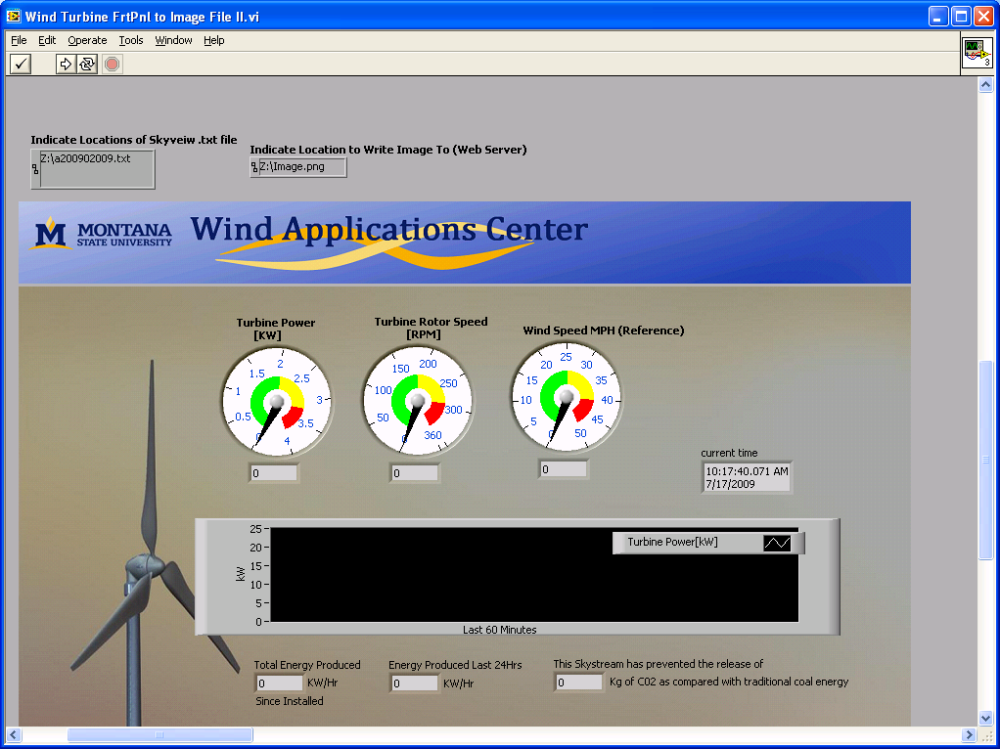 Wind Turbine FrtPnl to Image File II.vi
File Edit Operate Tools Window Help
3
Indicate Locations of Skyveiw .txt file
Indicate Location to Write Image To (Web Server)
Z:\a200902009.txt
Z:\Image.png
M MONTANA
STATE UNIVERSITY
Wind Applications Center
Turbine Power
[KW]
0 0.5 1 1.5 2 2.5 3 3.5 4
0
Turbine Rotor Speed
[RPM]
0 50 100 150 200 250 300 360
0
Wind Speed MPH (Reference)
0 5 10 15 20 25 30 35 40 45 50
0
current time
10:17:40.071 AM
7/17/2009
kW
25
20
15
10
5
0
Turbine Power[kW]
Last 60 Minutes
Total Energy Produced
0 KW/Hr
Since Installed
Energy Produced Last 24Hrs
0 KW/Hr
This Skystream has prevented the release of
0 Kg of C02 as compared with traditional coal energy